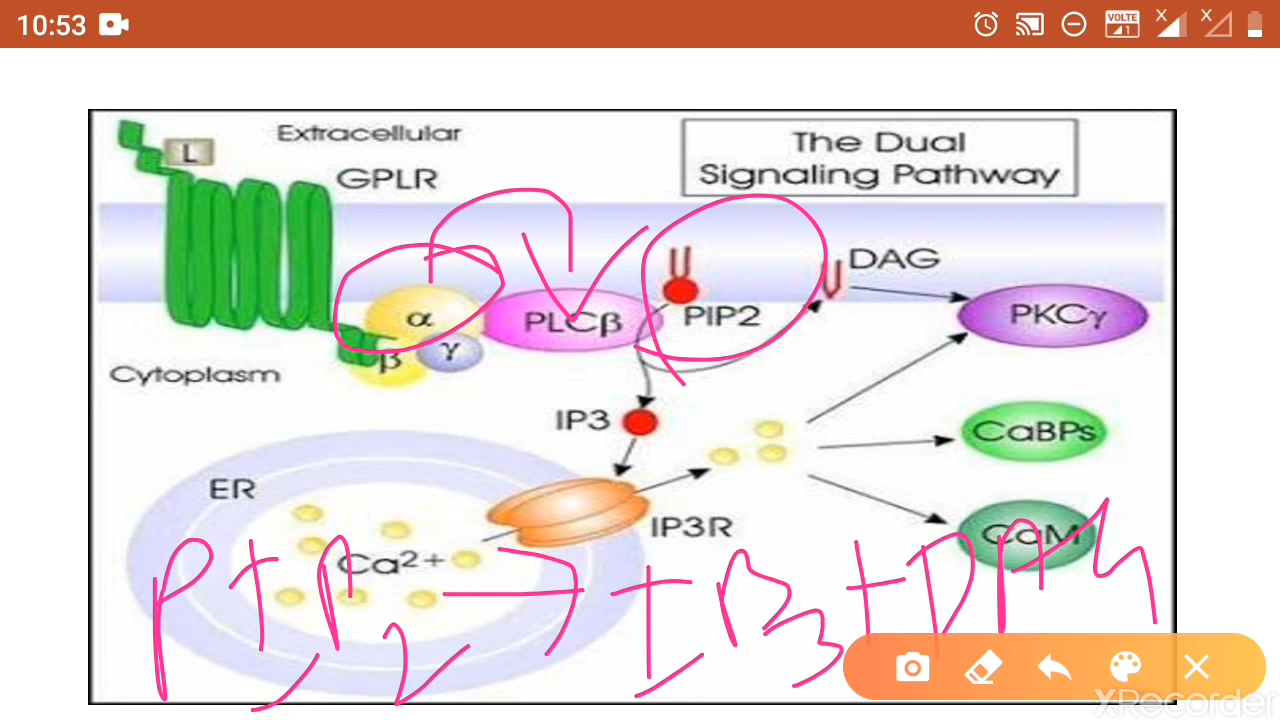 10:53
VOLTE
1
X
X
Extracellular
L
GPLR
The Dual
Signaling Pathway
DAG
α
PLCβ
PIP2
PKCγ
β
γ
Cytoplasm
IP3
CaBPs
ER
IP3R
CaM
Ca2+
PIP2 → IP3 + DAG
XRecorder